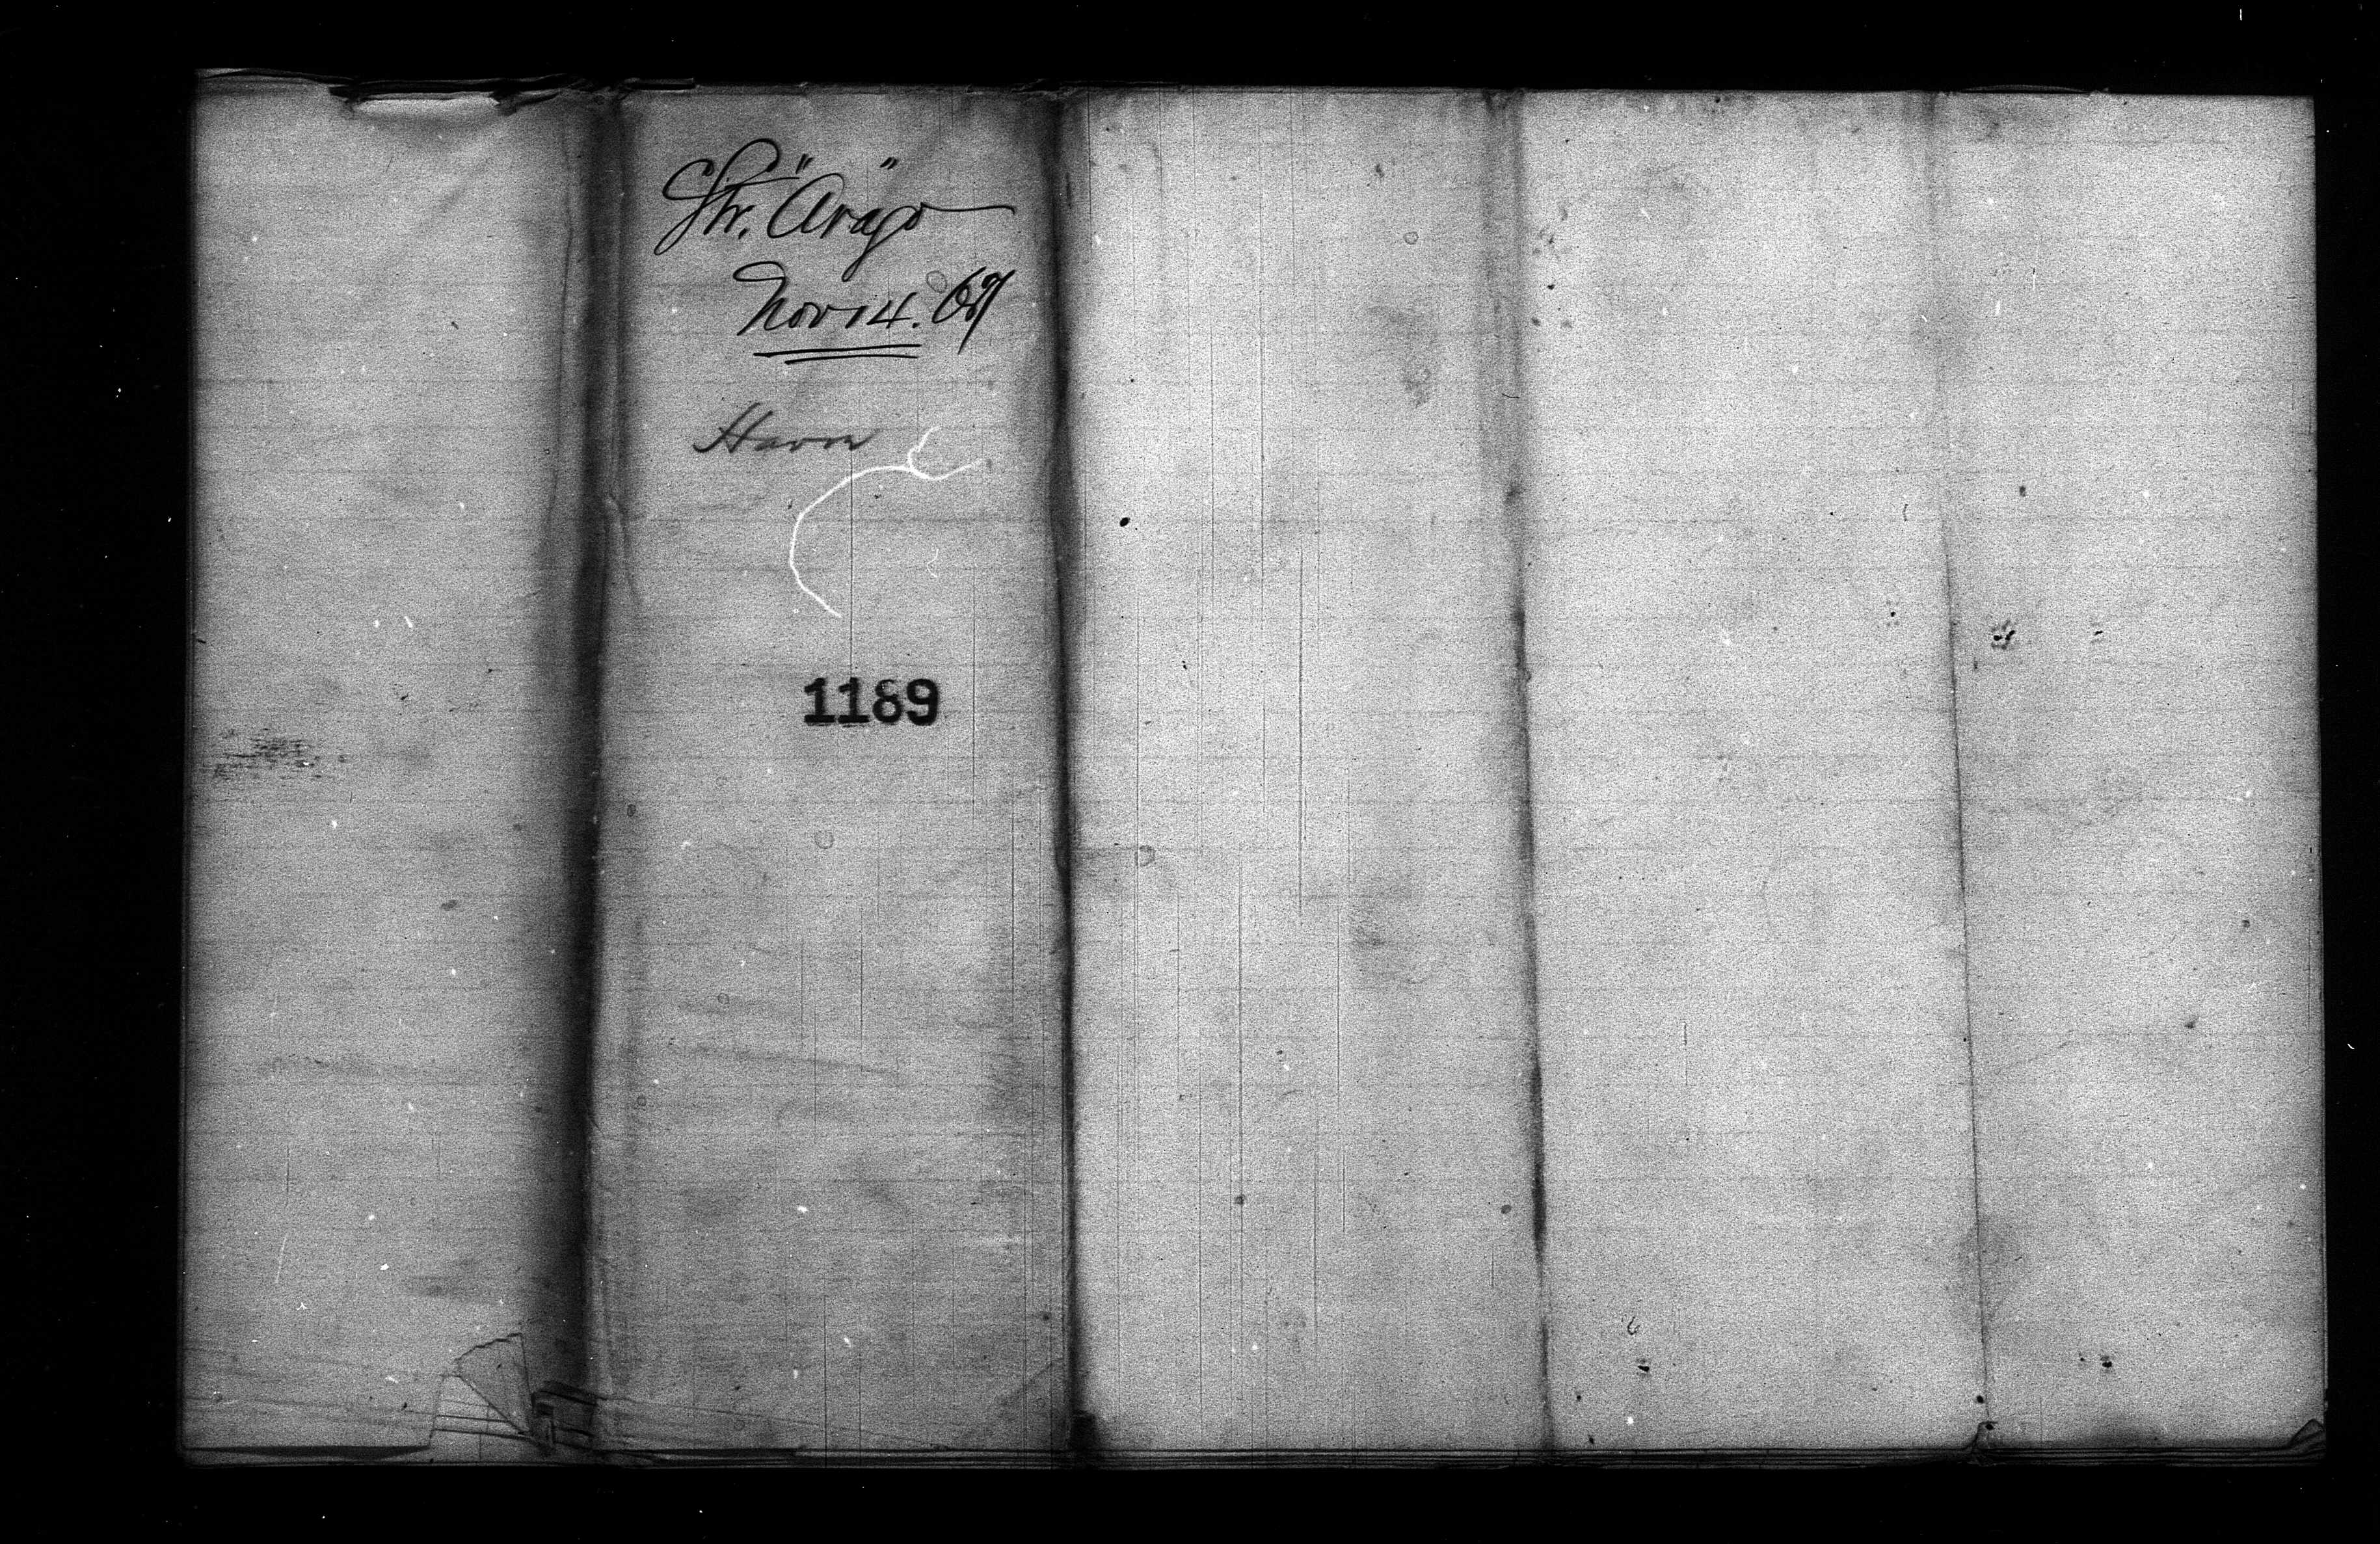 Str. "Arago"
Nov 14. 67
Havre
1189